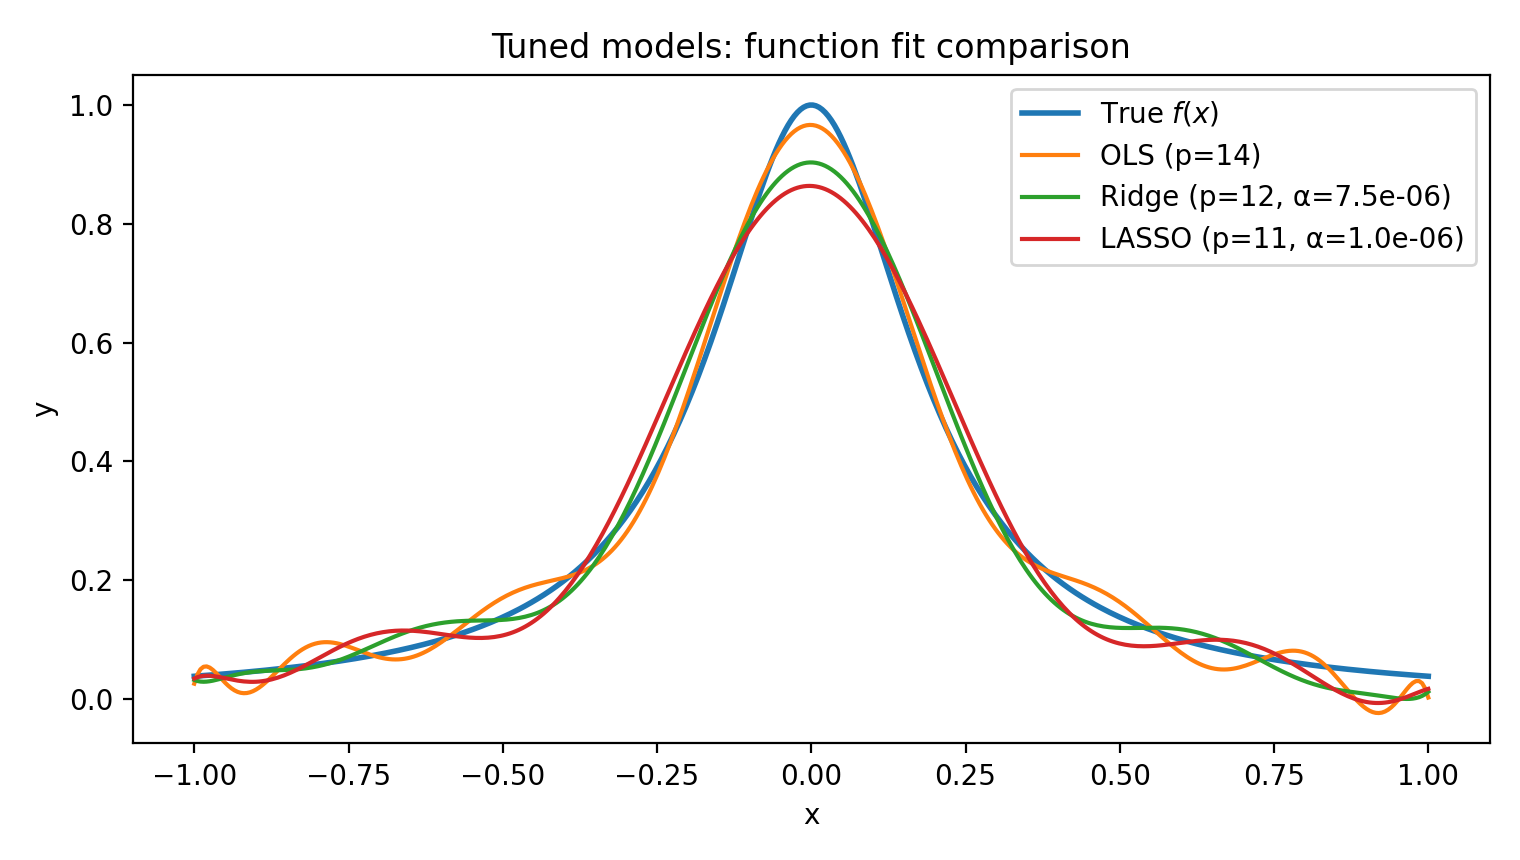 Tuned models: function fit comparison
True f(x)
OLS (p=14)
Ridge (p=12, α=7.5e-06)
LASSO (p=11, α=1.0e-06)
y
1.0
0.8
0.6
0.4
0.2
0.0
−1.00 −0.75 −0.50 −0.25 0.00 0.25 0.50 0.75 1.00
x